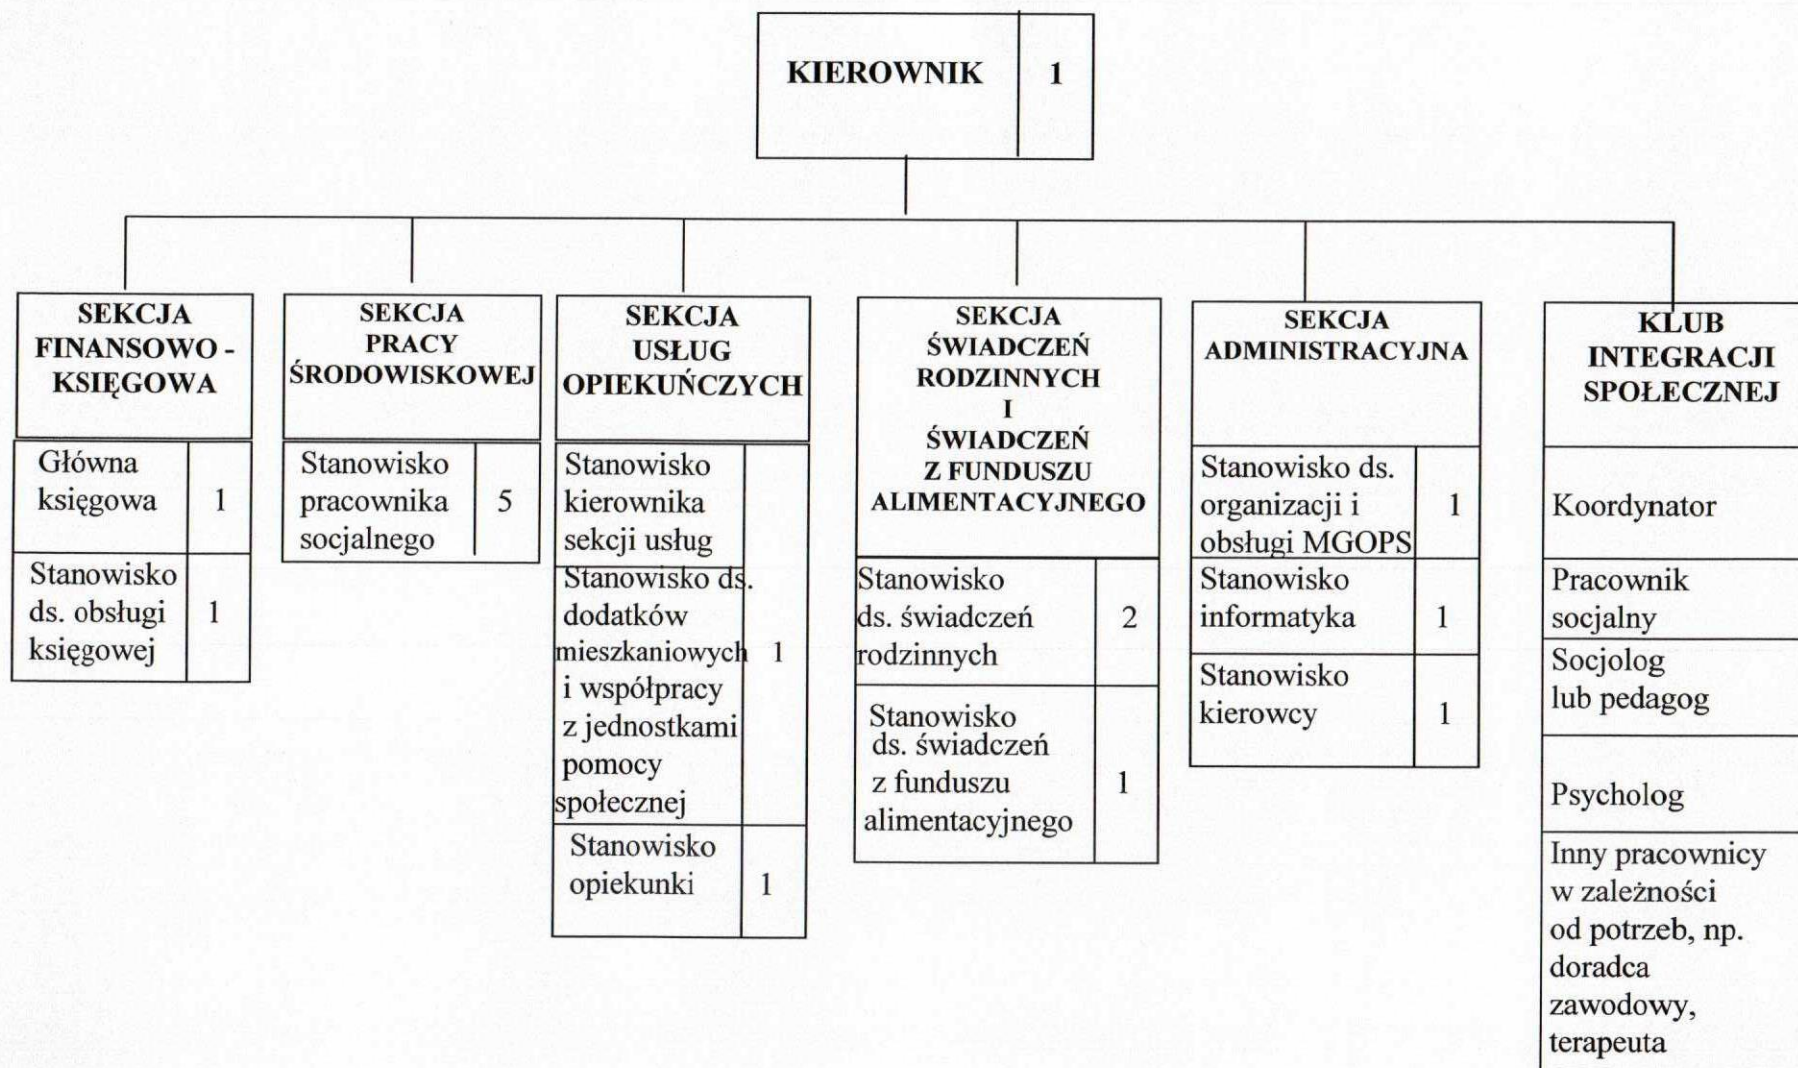 KIEROWNIK 1
SEKCJA
FINANSOWO -
KSIĘGOWA
Główna
księgowa 1
Stanowisko
ds. obsługi 1
księgowej
SEKCJA
PRACY
ŚRODOWISKOWEJ
Stanowisko
pracownika 5
socjalnego
SEKCJA
USŁUG
OPIEKUŃCZYCH
Stanowisko
kierownika
sekcji usług
Stanowisko ds.
dodatków
mieszkaniowych 1
i współpracy
z jednostkami
pomocy
społecznej
Stanowisko
opiekunki 1
SEKCJA
ŚWIADCZEŃ
RODZINNYCH
I
ŚWIADCZEŃ
Z FUNDUSZU
ALIMENTACYJNEGO
Stanowisko
ds. świadczeń 2
rodzinnych
Stanowisko
ds. świadczeń
z funduszu 1
alimentacyjnego
SEKCJA
ADMINISTRACYJNA
Stanowisko ds.
organizacji i 1
obsługi MGOPS
Stanowisko
informatyka 1
Stanowisko
kierowcy 1
KLUB
INTEGRACJI
SPOŁECZNEJ
Koordynator
Pracownik
socjalny
Socjolog
lub pedagog
Psycholog
Inny pracownicy
w zależności
od potrzeb, np.
doradca
zawodowy,
terapeuta